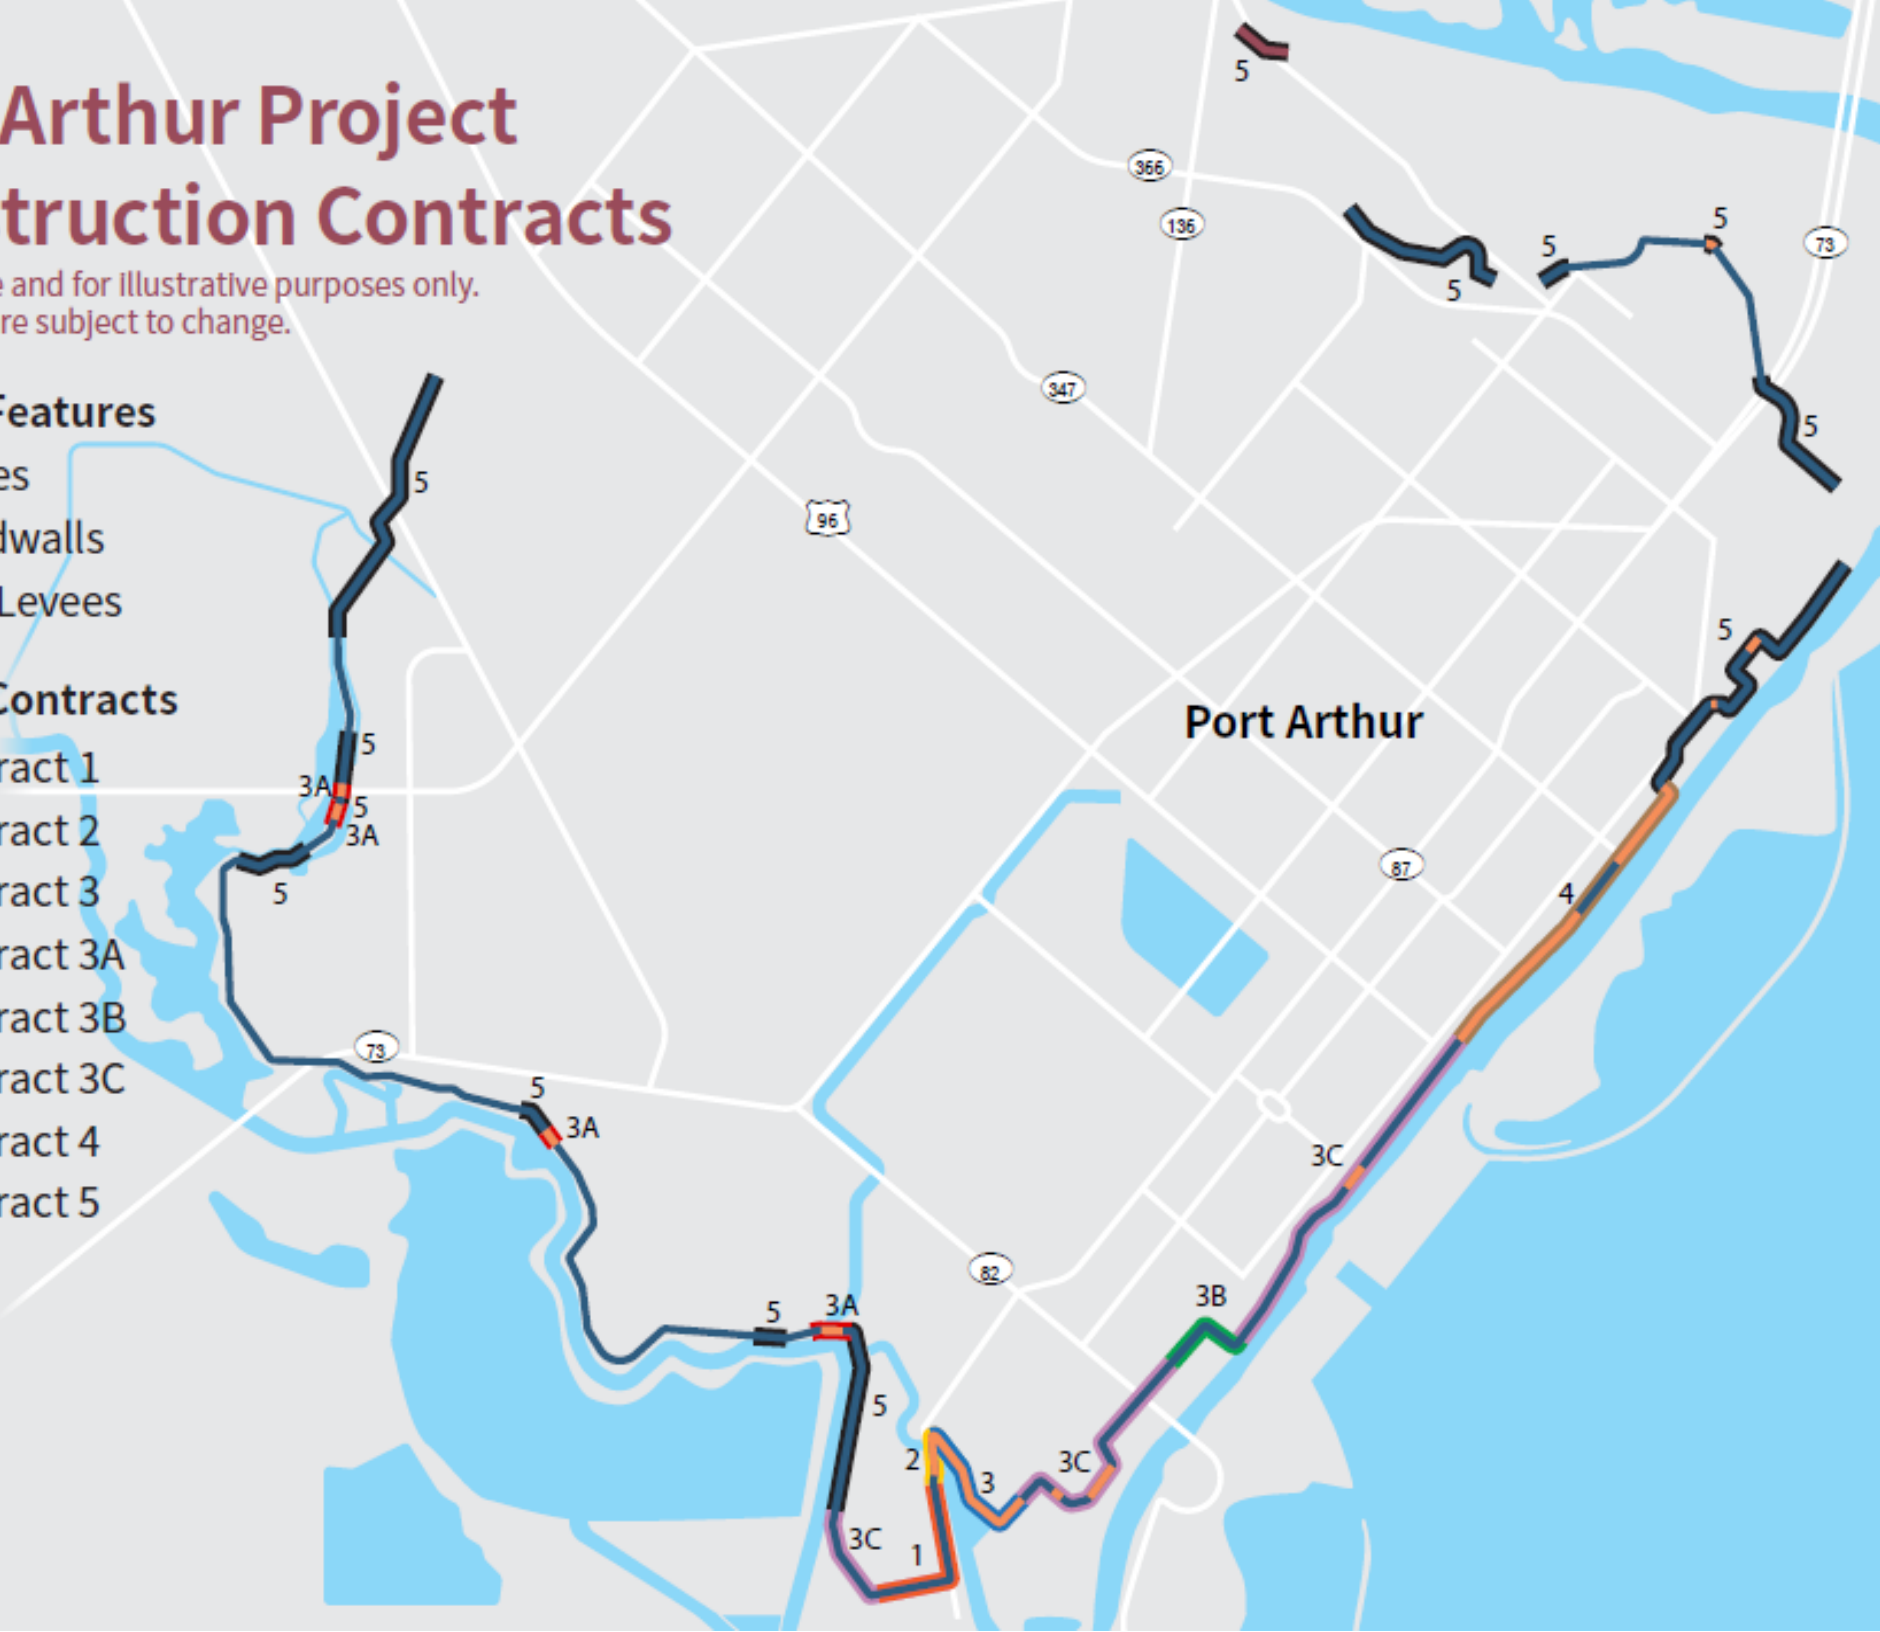 Arthur Project
truction Contracts
e and for illustrative purposes only.
re subject to change.
Features
es
dwalls
Levees
Contracts
ract 1
ract 2
ract 3
ract 3A
ract 3B
ract 3C
ract 4
ract 5
5
366
136
5
5
73
5
347
5
5
96
5
5
Port Arthur
5
3A
5
3A
87
5
4
73
5
3A
3C
82
3B
5
3A
5
2
3C
3
3C
1